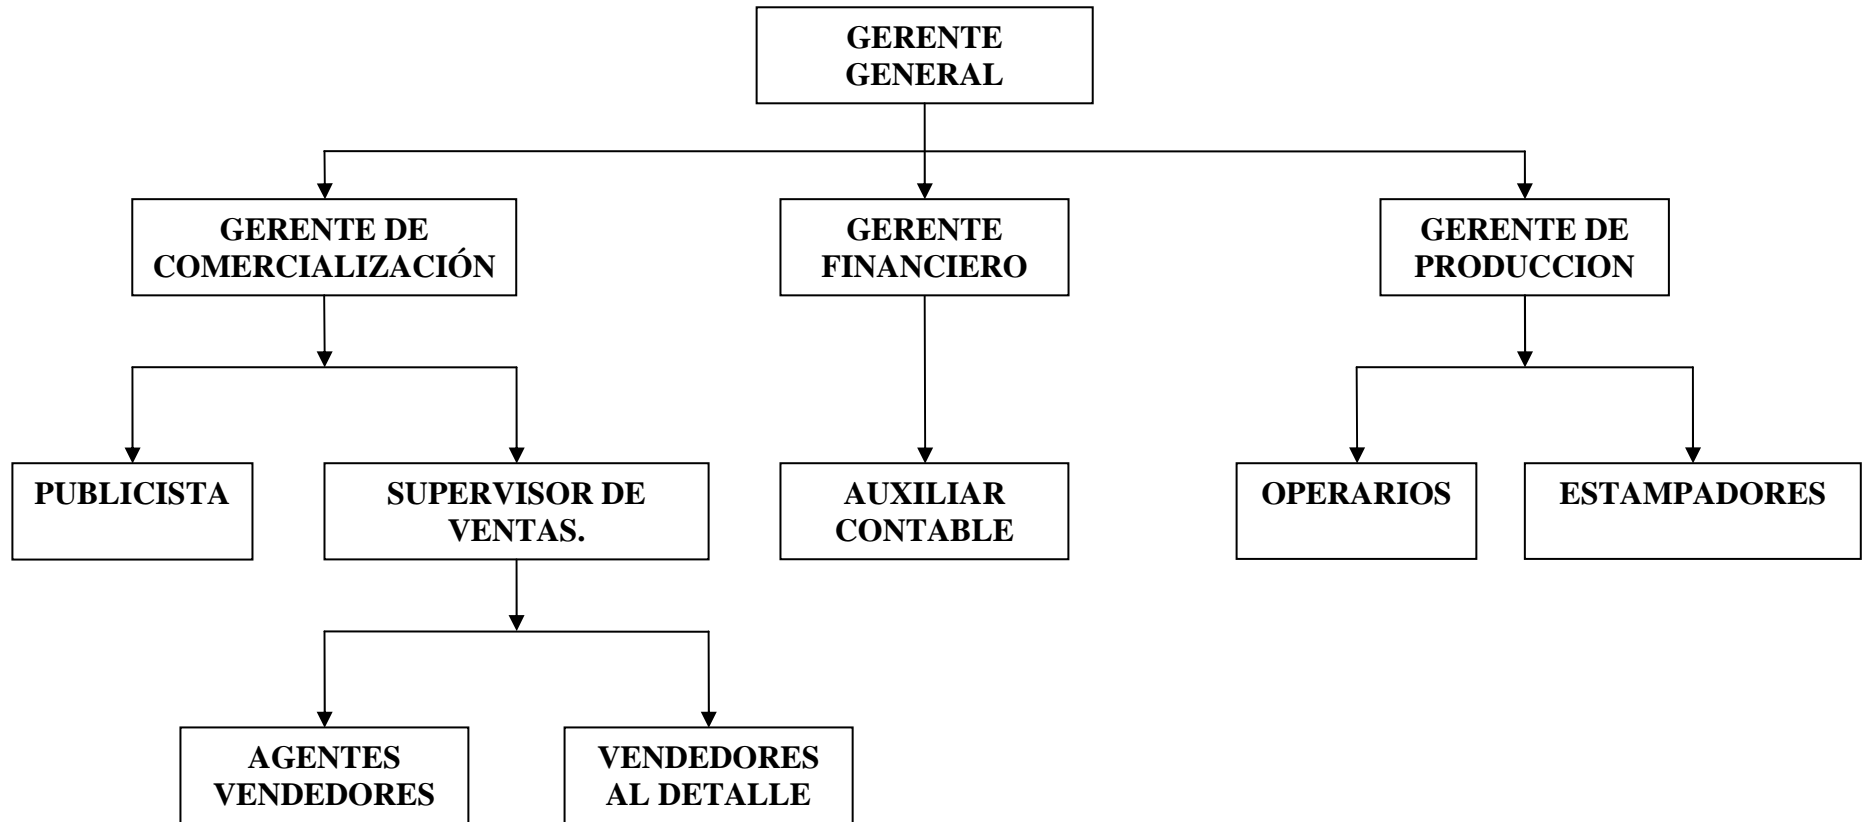 GERENTE
GENERAL
GERENTE DE
COMERCIALIZACIÓN
GERENTE
FINANCIERO
GERENTE DE
PRODUCCION
PUBLICISTA
SUPERVISOR DE
VENTAS.
AUXILIAR
CONTABLE
OPERARIOS
ESTAMPADORES
AGENTES
VENDEDORES
VENDEDORES
AL DETALLE